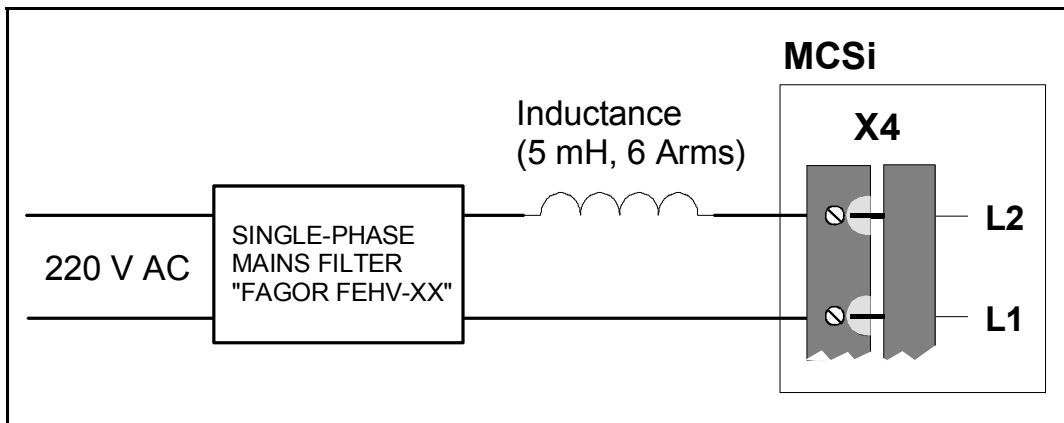 MCSi
Inductance
(5 mH, 6 Arms)
X4
L2
220 V AC
SINGLE-PHASE
MAINS FILTER
"FAGOR FEHV-XX"
L1